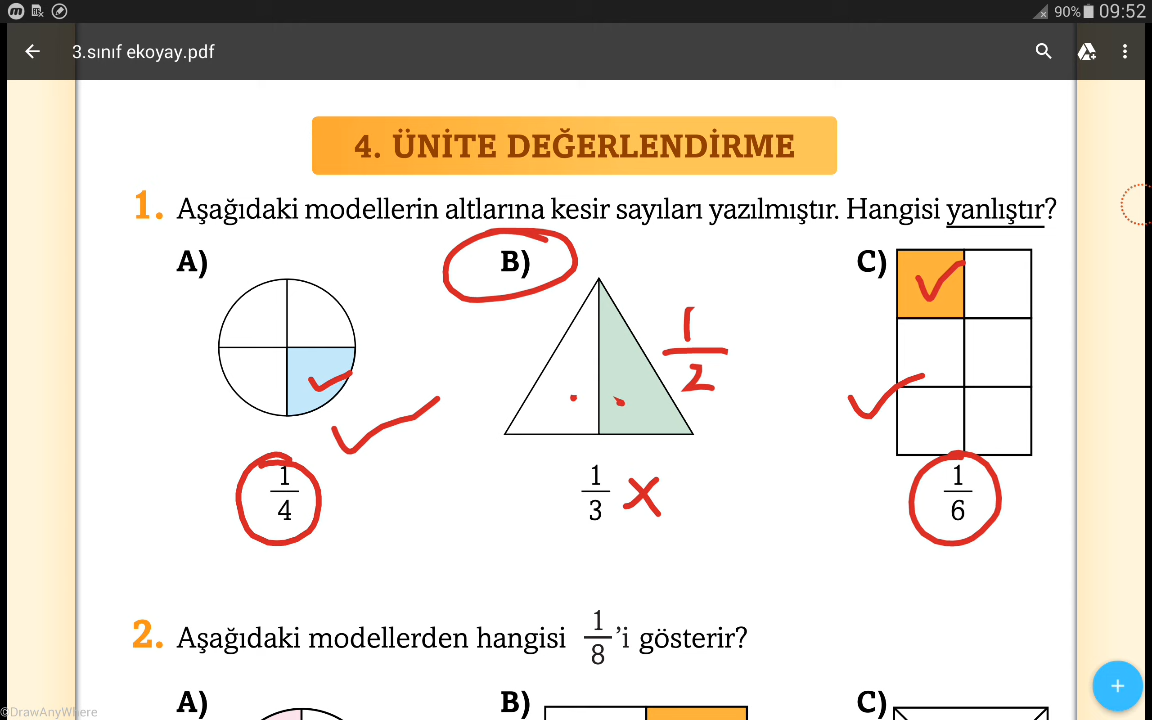 90% 09:52
3.sınıf ekoyay.pdf
4. ÜNİTE DEĞERLENDİRME
1. Aşağıdaki modellerin altlarına kesir sayıları yazılmıştır. Hangisi yanlıştır?
A) B) C)
1/2
1/4 1/3 X 1/6
2. Aşağıdaki modellerden hangisi 1/8'i gösterir?
A) B) C)
©DrawAnyWhere